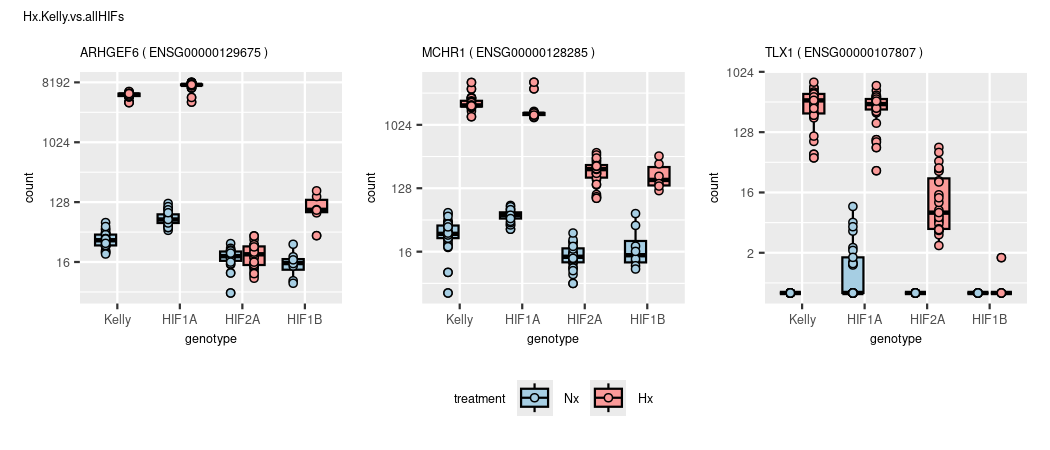 Hx.Kelly.vs.allHIFs
ARHGEF6 ( ENSG00000129675 )
8192
1024
128
16
count
Kelly HIF1A HIF2A HIF1B
genotype
MCHR1 ( ENSG00000128285 )
1024
128
16
count
Kelly HIF1A HIF2A HIF1B
genotype
TLX1 ( ENSG00000107807 )
1024
128
16
2
count
Kelly HIF1A HIF2A HIF1B
genotype
treatment Nx Hx